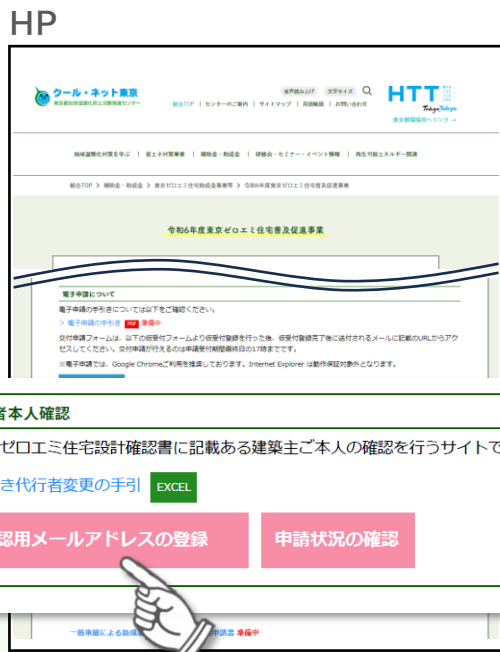 HP
クール・ネット東京
東京都地球温暖化防止活動推進センター
音声読み上げ 文字サイズ
総合TOP | センターのご案内 | サイトマップ | 用語解説 | お問い合わせ
HTT
TokyoTokyo
東京都環境局へリンク →
地球温暖化対策を学ぶ | 省エネ対策事業 | 補助金・助成金 | 研修会・セミナー・イベント情報 | 再生可能エネルギー関連
総合TOP > 補助金・助成金 > 東京ゼロエミ住宅助成金事業等 > 令和6年度東京ゼロエミ住宅普及促進事業
令和6年度東京ゼロエミ住宅普及促進事業
電子申請について
電子申請の手引きについては以下をご確認ください。
> 電子申請の手引き PDF 準備中
交付申請フォームは、以下の仮受付フォームより仮受付登録を行った後、仮受付登録完了後に送付されるメールに記載のURLからアク
セスしてください。交付申請が行えるのは申請受付期間最終日の17時までです。
※電子申請では、Google Chromeご利用を推奨しております。Internet Explorer は動作保証対象外となります。
者本人確認
ゼロエミ住宅設計確認書に記載ある建築主ご本人の確認を行うサイトで
き代行者変更の手引 EXCEL
認用メールアドレスの登録
申請状況の確認
一般承継による助成
申請書 準備中